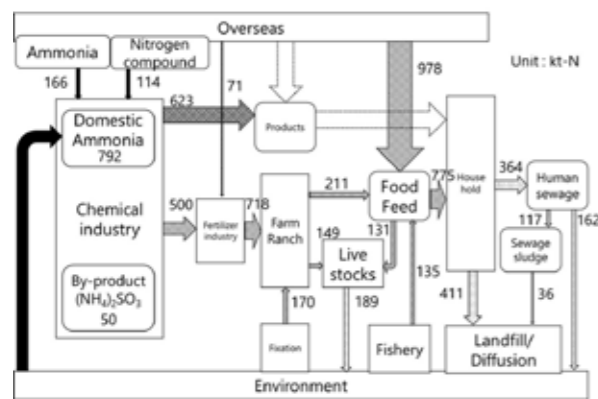 Overseas
Ammonia
Nitrogen
compound
Unit : kt-N
166
114
71
978
623
Domestic
Ammonia
792
Products
House
hold
364
Human
sewage
Chemical
industry
500
Fertilizer
industry
718
Farm
Ranch
211
Food
Feed
775
117
162
149
131
Live
stocks
Sewage
sludge
By-product
(NH4)2SO3
50
170
189
135
411
36
Fixation
Fishery
Landfill/
Diffusion
Environment